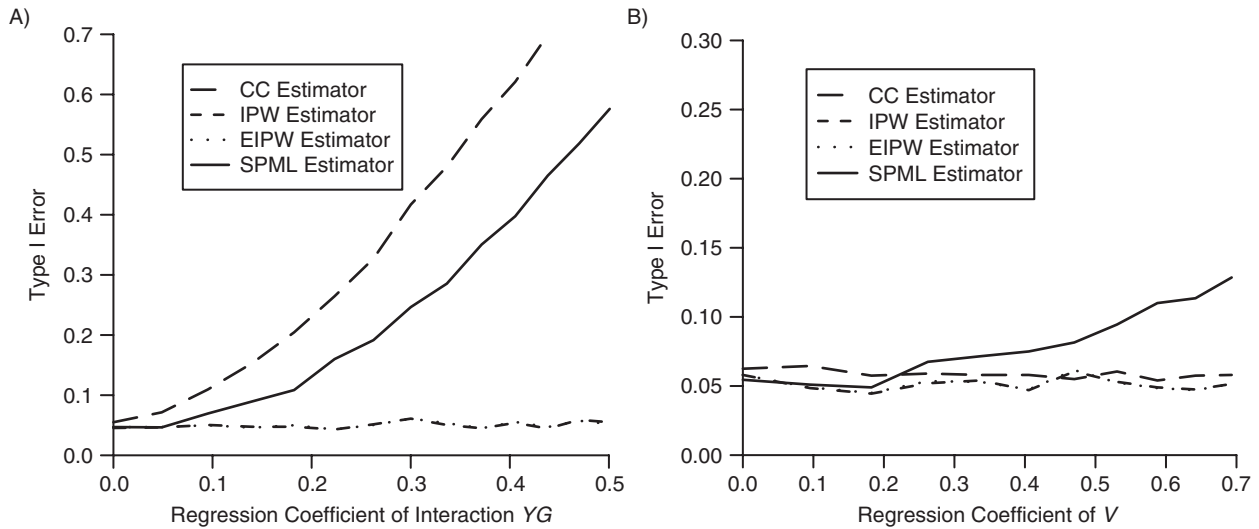 A)
0.7
0.6
0.5
0.4
0.3
0.2
0.1
0.0
Type I Error
CC Estimator
IPW Estimator
EIPW Estimator
SPML Estimator
0.0 0.1 0.2 0.3 0.4 0.5
Regression Coefficient of Interaction YG
B)
0.30
0.25
0.20
0.15
0.10
0.05
0.00
Type I Error
CC Estimator
IPW Estimator
EIPW Estimator
SPML Estimator
0.0 0.1 0.2 0.3 0.4 0.5 0.6 0.7
Regression Coefficient of V